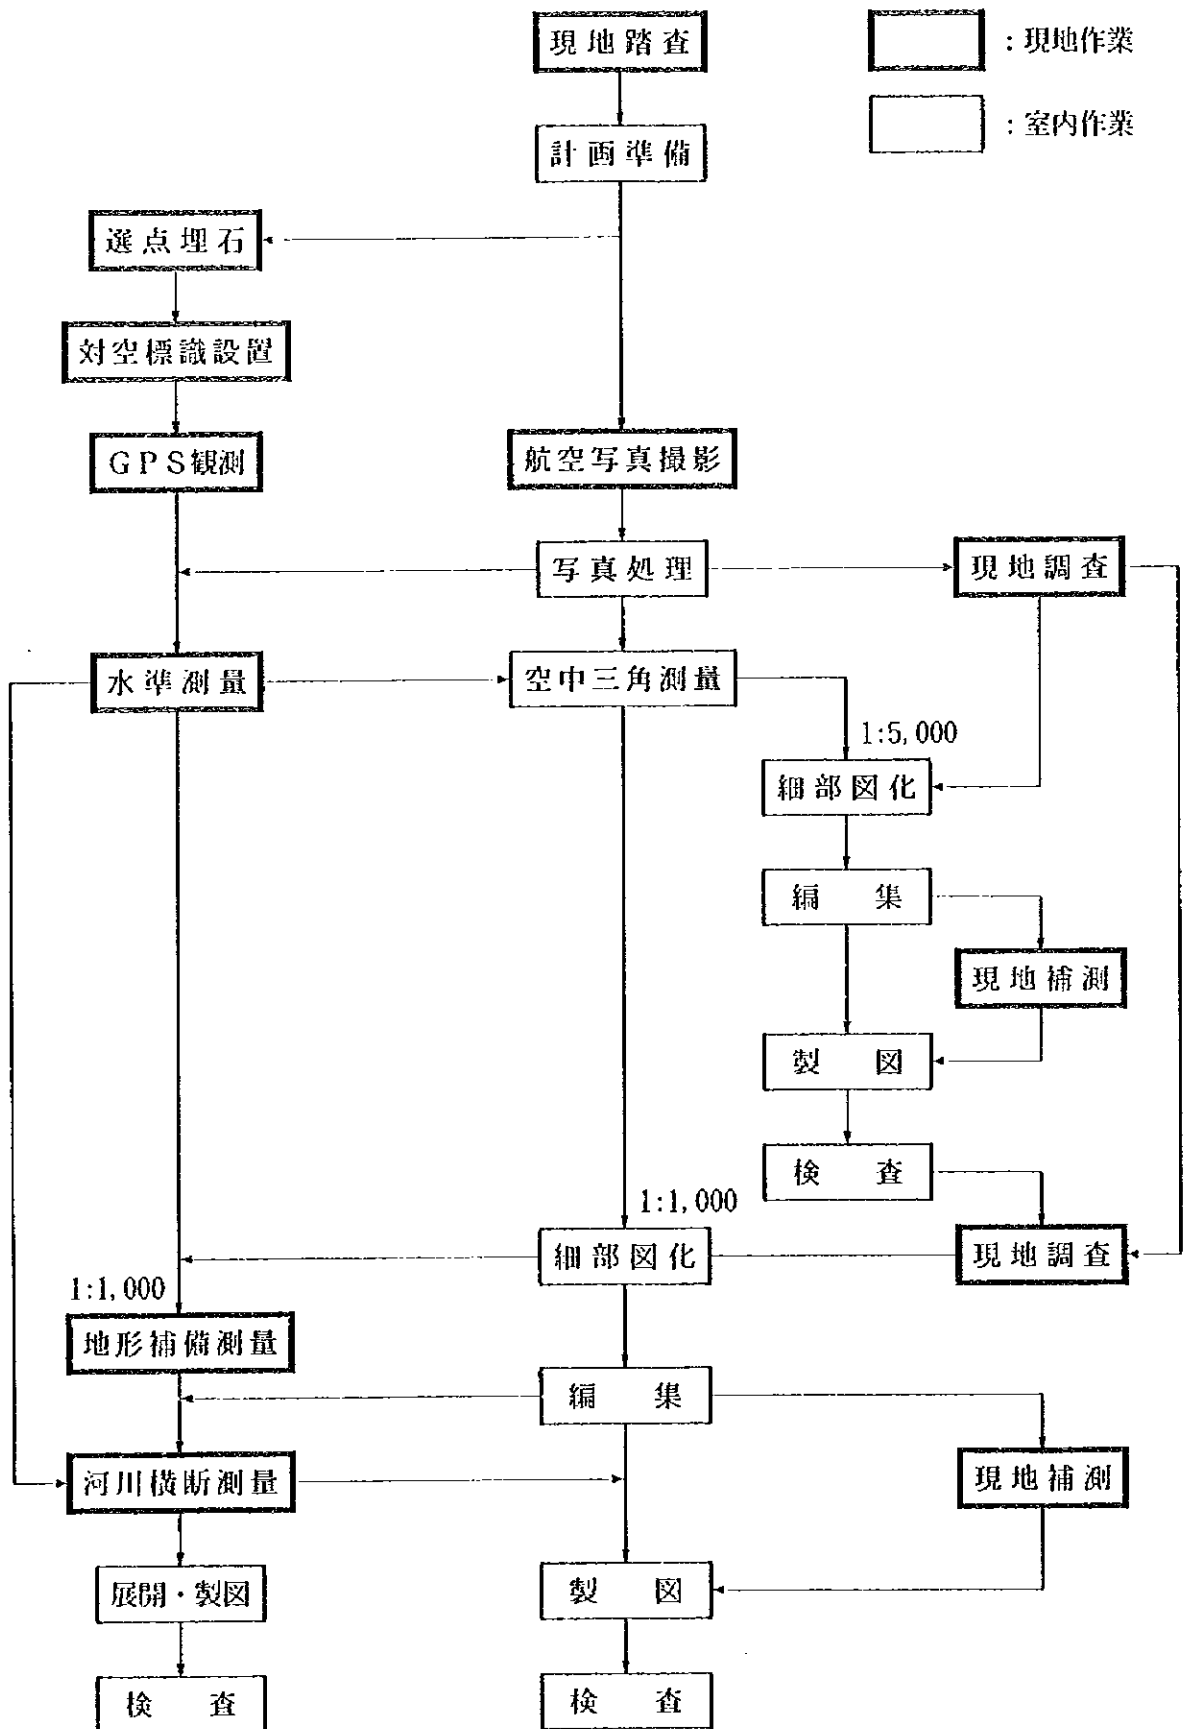 現地踏査
：現地作業
：室内作業
計画準備
選点埋石
対空標識設置
GPS観測
航空写真撮影
写真処理
現地調査
水準測量
空中三角測量
1:5,000
細部図化
編　集
現地補測
製　図
検　査
1:1,000
細部図化
現地調査
1:1,000
地形補備測量
編　集
河川横断測量
現地補測
展開・製図
製　図
検　査
検　査